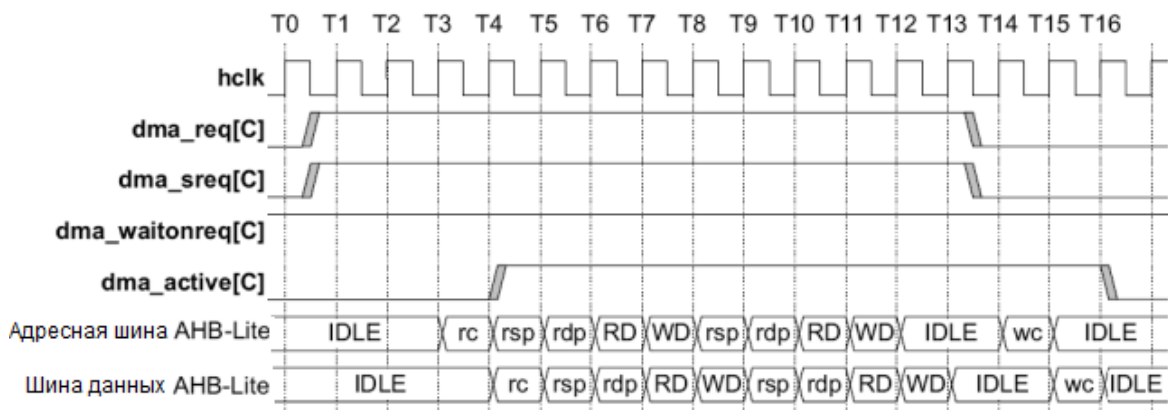 T0 T1 T2 T3 T4 T5 T6 T7 T8 T9 T10 T11 T12 T13 T14 T15 T16
hclk
dma_req[C]
dma_sreq[C]
dma_waitonreq[C]
dma_active[C]
Адресная шина AHB-Lite IDLE rc rsp rdp RD WD rsp rdp RD WD IDLE wc IDLE
Шина данных AHB-Lite IDLE rc rsp rdp RD WD rsp rdp RD WD IDLE wc IDLE